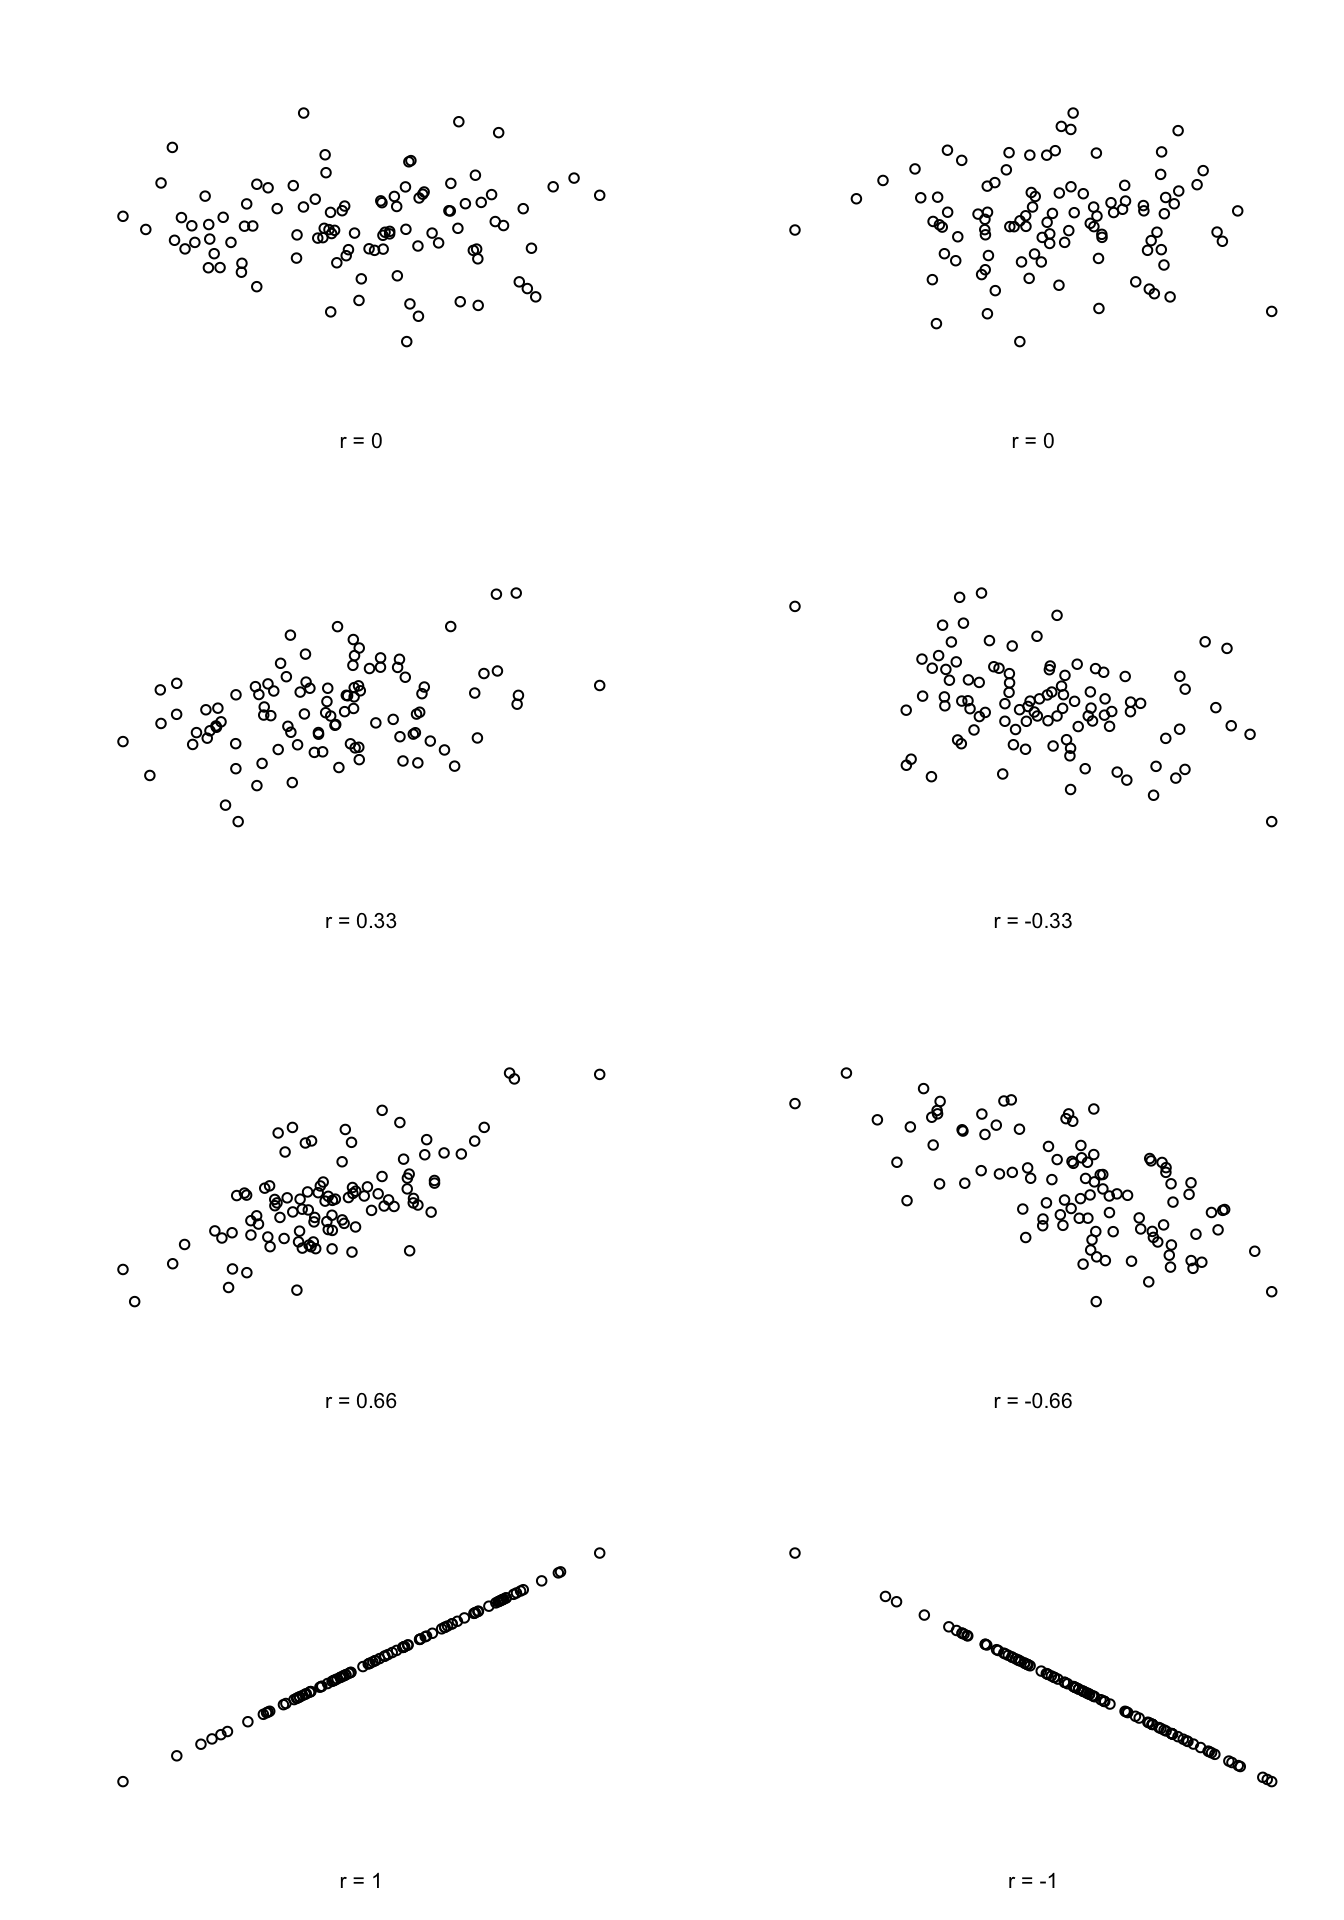 r = 0
r = 0
r = 0.33
r = -0.33
r = 0.66
r = -0.66
r = 1
r = -1